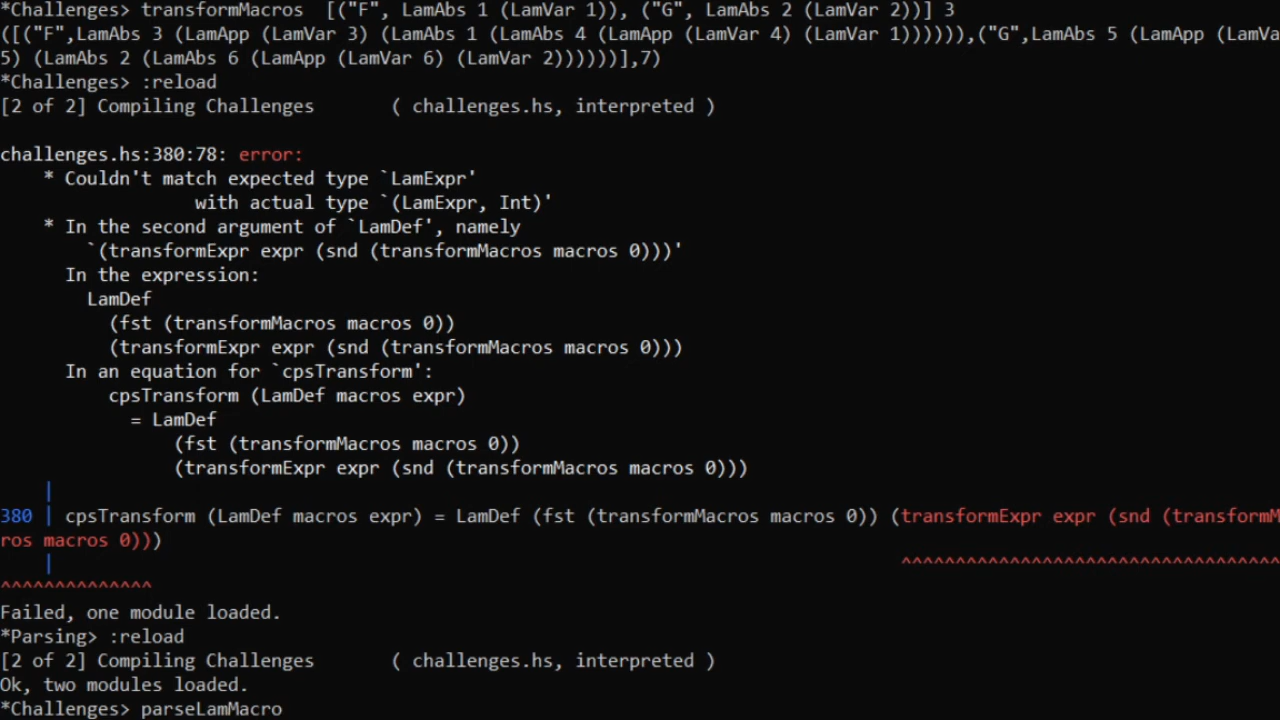 *Challenges> transformMacros  [("F", LamAbs 1 (LamVar 1)), ("G", LamAbs 2 (LamVar 2))] 3
([("F",LamAbs 3 (LamApp (LamVar 3) (LamAbs 1 (LamAbs 4 (LamApp (LamVar 4) (LamVar 1)))))),("G",LamAbs 5 (LamApp (LamVa
5) (LamAbs 2 (LamAbs 6 (LamApp (LamVar 6) (LamVar 2))))))],7)
*Challenges> :reload
[2 of 2] Compiling Challenges       ( challenges.hs, interpreted )
challenges.hs:380:78: error:
    * Couldn't match expected type `LamExpr'
                  with actual type `(LamExpr, Int)'
    * In the second argument of `LamDef', namely
        `(transformExpr expr (snd (transformMacros macros 0)))'
      In the expression:
        LamDef
          (fst (transformMacros macros 0))
          (transformExpr expr (snd (transformMacros macros 0)))
      In an equation for `cpsTransform':
          cpsTransform (LamDef macros expr)
            = LamDef
                (fst (transformMacros macros 0))
                (transformExpr expr (snd (transformMacros macros 0)))
    |
380 | cpsTransform (LamDef macros expr) = LamDef (fst (transformMacros macros 0)) (transformExpr expr (snd (transformM
ros macros 0)))
    |                                                                              ^^^^^^^^^^^^^^^^^^^^^^^^^^^^^^^^^^^
^^^^^^^^^^^^^^
Failed, one module loaded.
*Parsing> :reload
[2 of 2] Compiling Challenges       ( challenges.hs, interpreted )
Ok, two modules loaded.
*Challenges> parseLamMacro